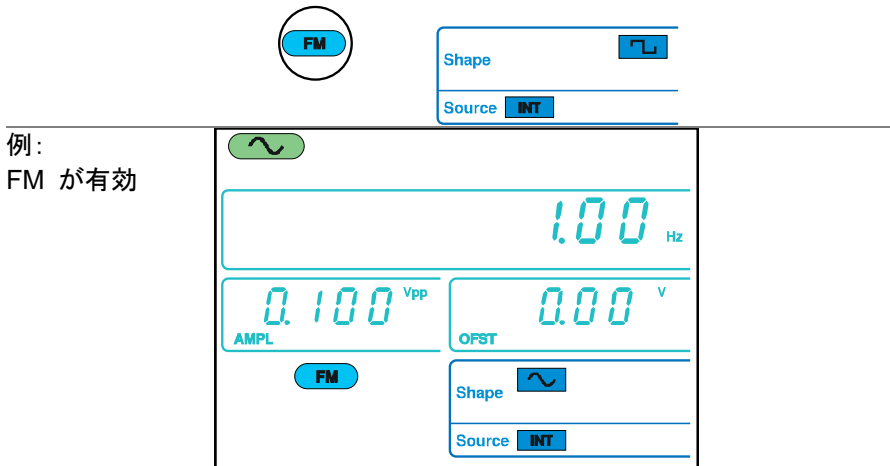 FM
Shape
Source INT
例:
FM が有効
1.00 Hz
0.100 Vpp
AMPL
0.00 V
OFST
FM
Shape
Source INT